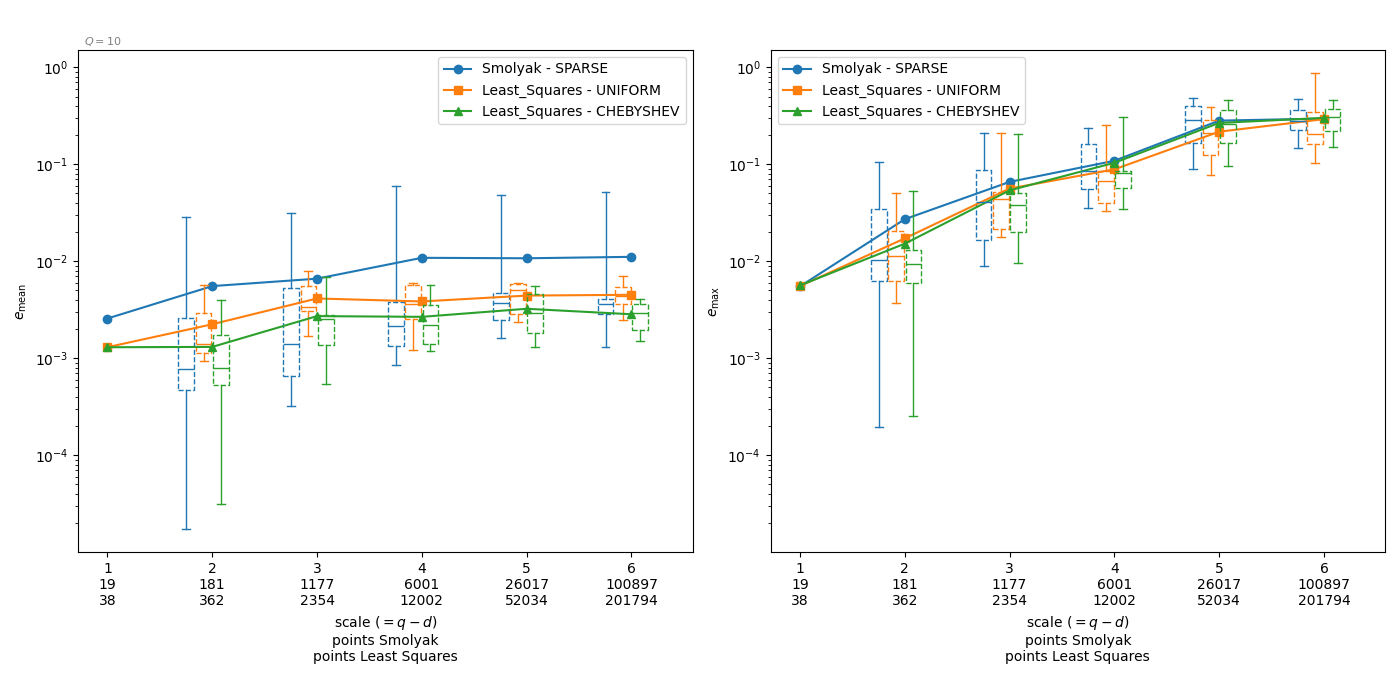 Q = 10
10⁰
10⁻¹
10⁻²
10⁻³
10⁻⁴
e_mean
Smolyak - SPARSE
Least_Squares - UNIFORM
Least_Squares - CHEBYSHEV
1 2 3 4 5 6
19 181 1177 6001 26017 100897
38 362 2354 12002 52034 201794
scale (= q − d)
points Smolyak
points Least Squares
10⁰
10⁻¹
10⁻²
10⁻³
10⁻⁴
e_max
Smolyak - SPARSE
Least_Squares - UNIFORM
Least_Squares - CHEBYSHEV
1 2 3 4 5 6
19 181 1177 6001 26017 100897
38 362 2354 12002 52034 201794
scale (= q − d)
points Smolyak
points Least Squares